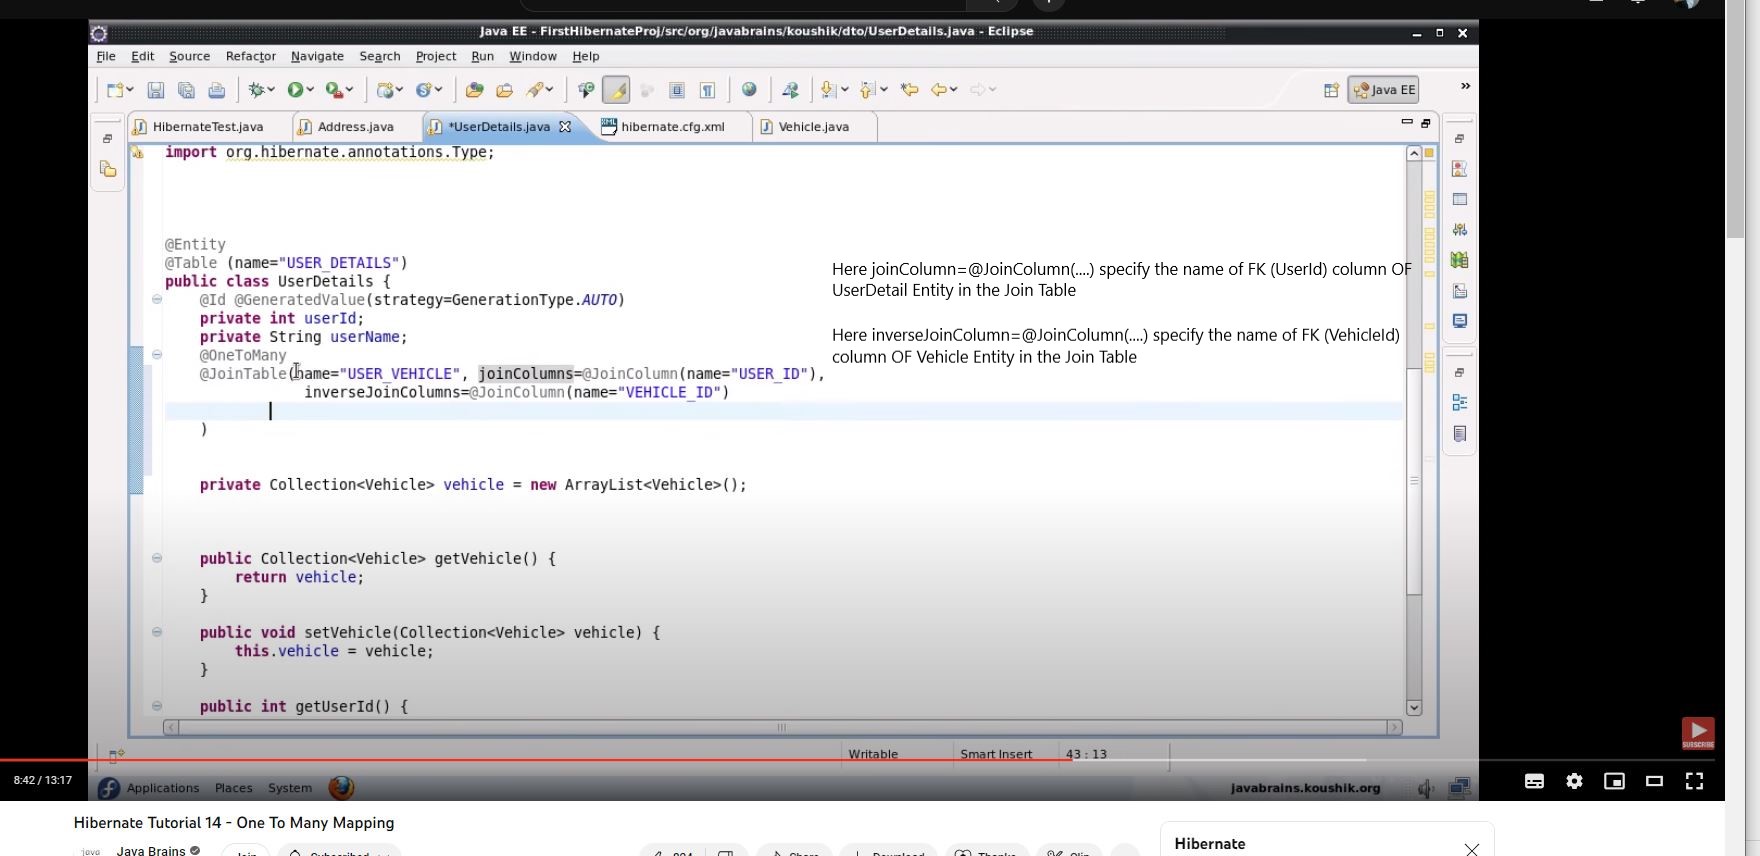 Java EE - FirstHibernateProj/src/org/javabrains/koushik/dto/UserDetails.java - Eclipse
File Edit Source Refactor Navigate Search Project Run Window Help
Java EE
HibernateTest.java Address.java *UserDetails.java hibernate.cfg.xml Vehicle.java
import org.hibernate.annotations.Type;
@Entity
@Table (name="USER_DETAILS")
public class UserDetails {
@Id @GeneratedValue(strategy=GenerationType.AUTO)
private int userId;
private String userName;
@OneToMany
@JoinTable(name="USER_VEHICLE", joinColumns=@JoinColumn(name="USER_ID"),
inverseJoinColumns=@JoinColumn(name="VEHICLE_ID")
)
private Collection<Vehicle> vehicle = new ArrayList<Vehicle>();
public Collection<Vehicle> getVehicle() {
return vehicle;
}
public void setVehicle(Collection<Vehicle> vehicle) {
this.vehicle = vehicle;
}
public int getUserId() {
Here joinColumn=@JoinColumn(....) specify the name of FK (UserId) column OF
UserDetail Entity in the Join Table
Here inverseJoinColumn=@JoinColumn(....) specify the name of FK (VehicleId)
column OF Vehicle Entity in the Join Table
SUBSCRIBE
Writable Smart Insert 43 : 13
8:42 / 13:17
Applications Places System
javabrains.koushik.org
Hibernate Tutorial 14 - One To Many Mapping
Java Brains
Hibernate